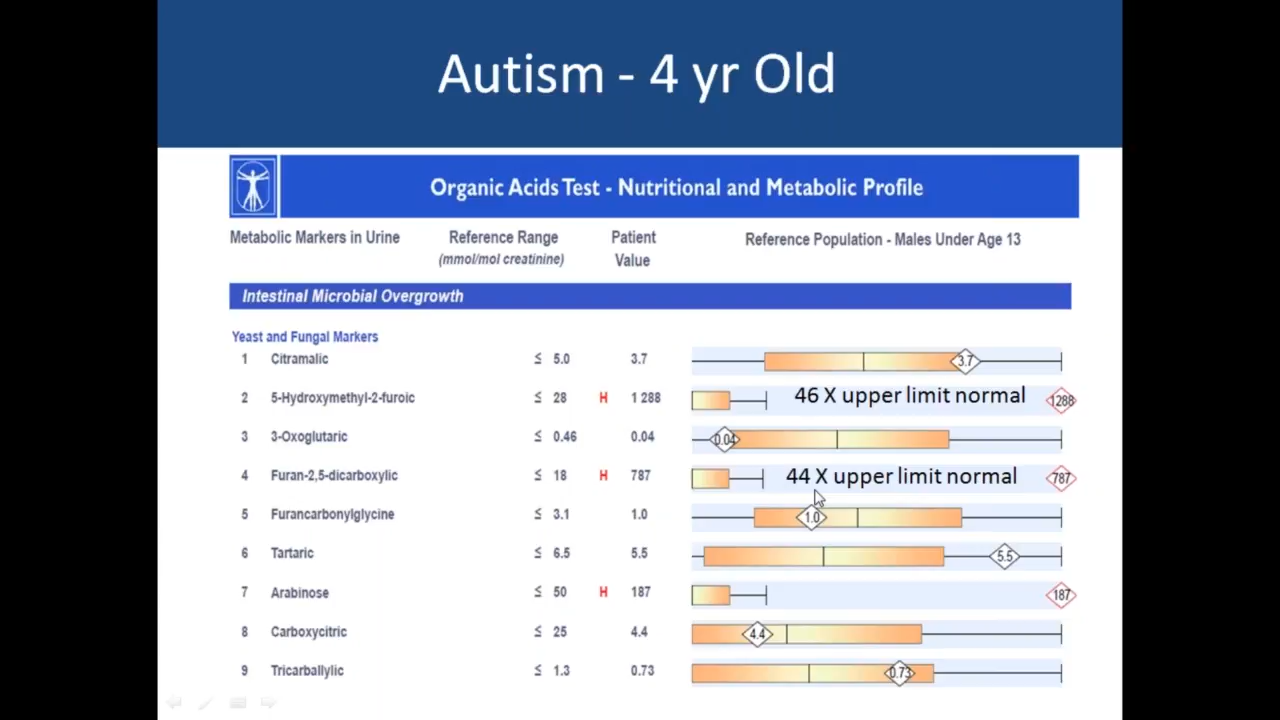 Autism - 4 yr Old
Organic Acids Test - Nutritional and Metabolic Profile
Metabolic Markers in Urine Reference Range Patient Reference Population - Males Under Age 13
(mmol/mol creatinine) Value
Intestinal Microbial Overgrowth
Yeast and Fungal Markers
1 Citramalic ≤ 5.0 3.7 3.7
2 5-Hydroxymethyl-2-furoic ≤ 28 H 1 288 46 X upper limit normal 1288
3 3-Oxoglutaric ≤ 0.46 0.04 0.04
4 Furan-2,5-dicarboxylic ≤ 18 H 787 44 X upper limit normal 787
5 Furancarbonylglycine ≤ 3.1 1.0 1.0
6 Tartaric ≤ 6.5 5.5 5.5
7 Arabinose ≤ 50 H 187 187
8 Carboxycitric ≤ 25 4.4 4.4
9 Tricarballylic ≤ 1.3 0.73 0.73